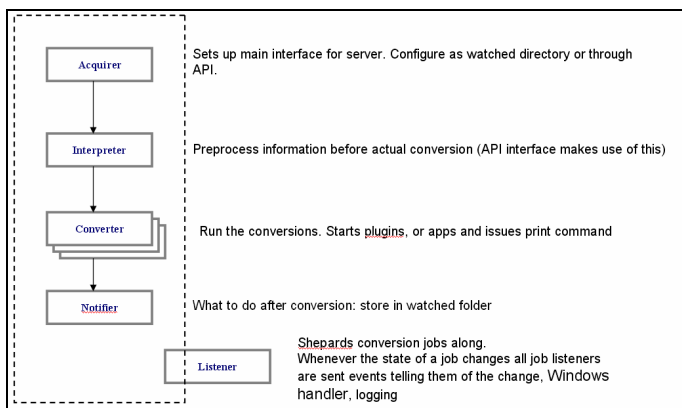 Acquirer
Sets up main interface for server. Configure as watched directory or through
API.
Interpreter
Preprocess information before actual conversion (API interface makes use of this)
Converter
Run the conversions. Starts plugins, or apps and issues print command
Notifier
What to do after conversion: store in watched folder
Listener
Shepards conversion jobs along.
Whenever the state of a job changes all job listeners
are sent events telling them of the change, Windows
handler, logging